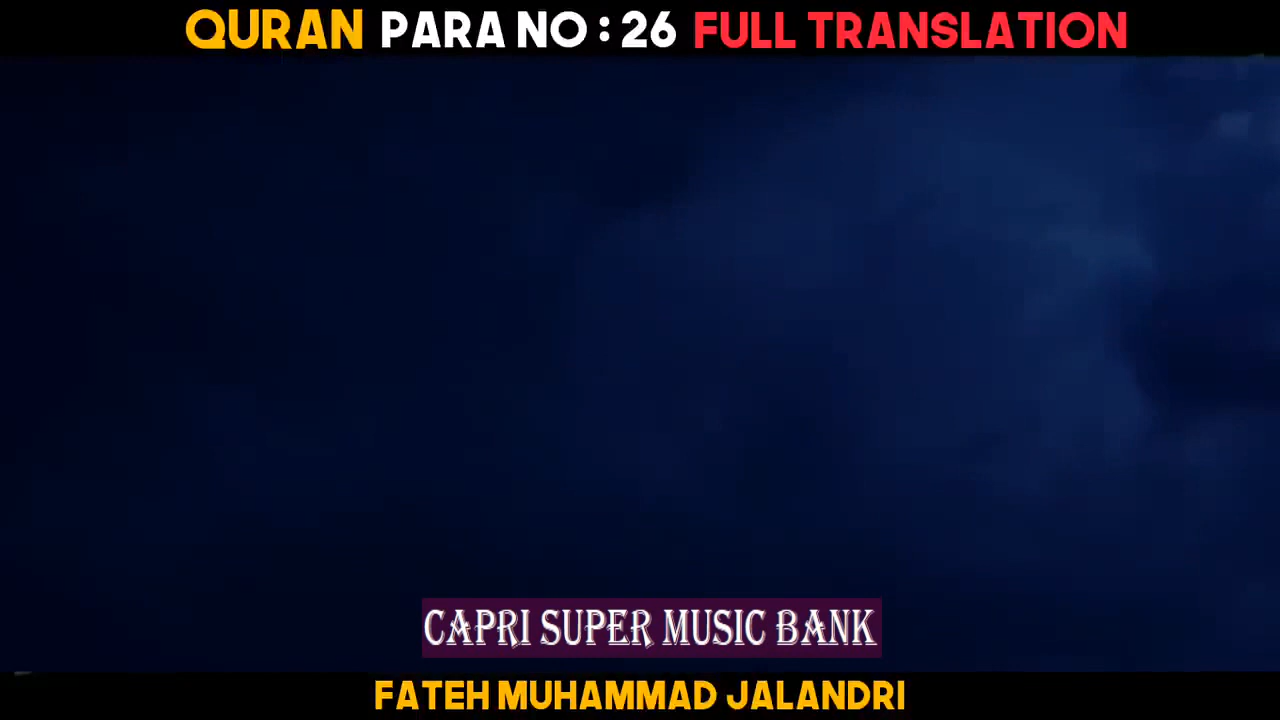 QURAN PARA NO : 26 FULL TRANSLATION
CAPRI SUPER MUSIC BANK
FATEH MUHAMMAD JALANDRI